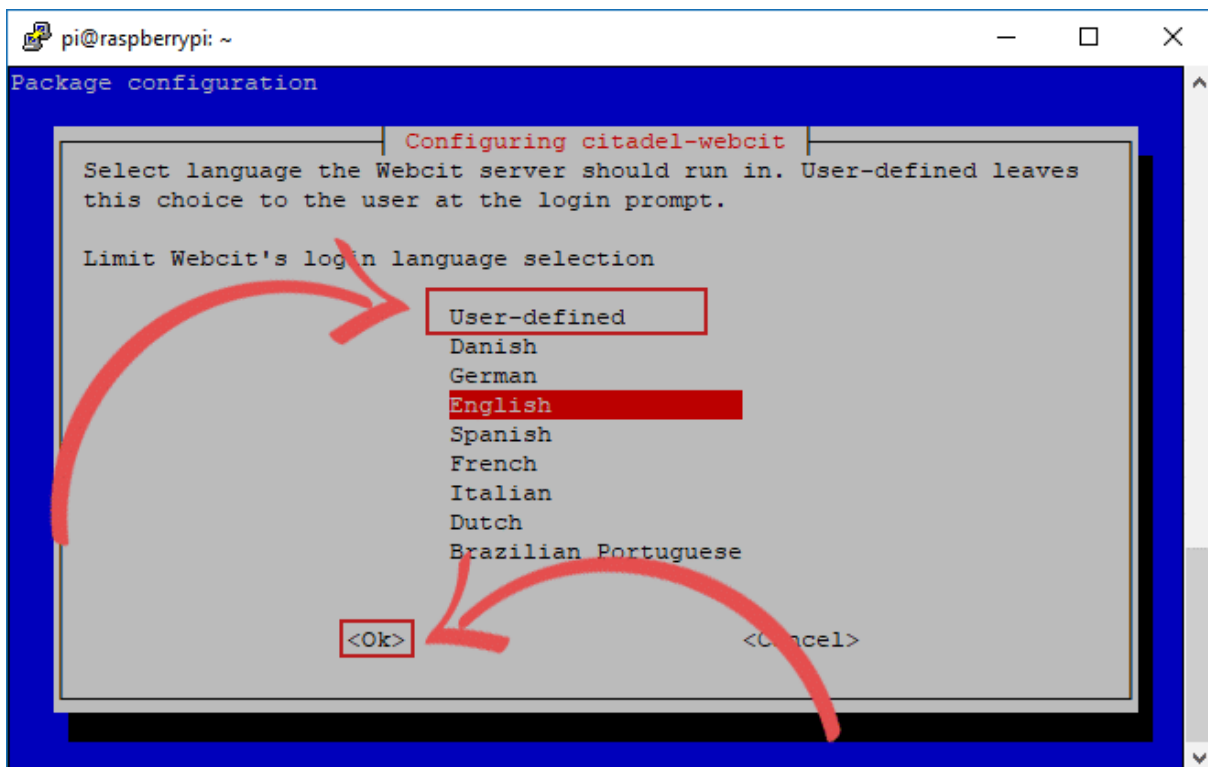 pi@raspberrypi: ~
Package configuration
Configuring citadel-webcit
Select language the Webcit server should run in. User-defined leaves
this choice to the user at the login prompt.
Limit Webcit's login language selection
User-defined
Danish
German
English
Spanish
French
Italian
Dutch
Brazilian Portuguese
<Ok> <Cancel>